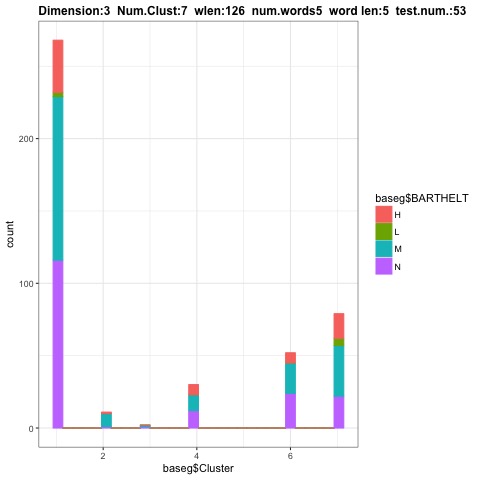 Dimension:3 Num.Clust:7 wlen:126 num.words5 word len:5 test.num.:53
count
200
100
0
2
4
6
baseg$Cluster
baseg$BARTHELT
H
L
M
N